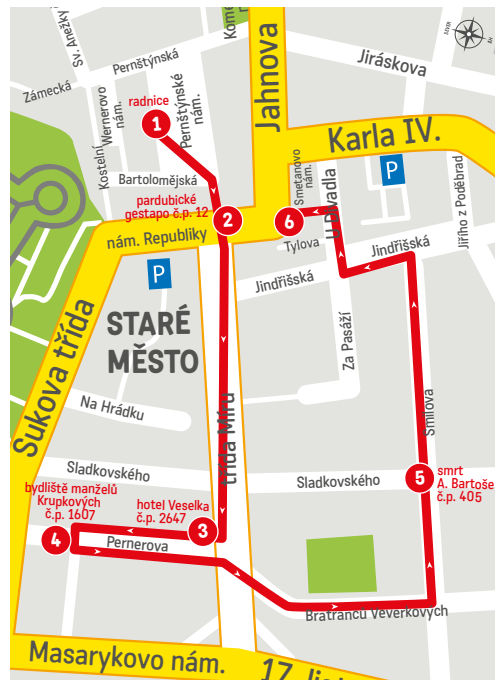 Sv. Anežky
Pernštýnská
Jahnova
Jiráskova
Zámecká
Wernerovo
nám.
radnice
1
Pernštýnské
nám.
Karla IV.
Kostelní
Bartolomějská
Smetanovo
nám.
U Divadla
P
Jiřího z Poděbrad
pardubické
gestapo č.p. 12
2
6
nám. Republiky
Tylova
Jindřišská
P
Jindřišská
STARÉ
MĚSTO
Sukova třída
Za Pasáží
Na Hrádku
třída Míru
Smilova
Sladkovského
Sladkovského
5
smrt
A. Bartoše
č.p. 405
bydliště manželů
Krupkových
č.p. 1607
hotel Veselka
č.p. 2647
3
4
Pernerova
Bratranců Veverkových
Masarykovo nám.